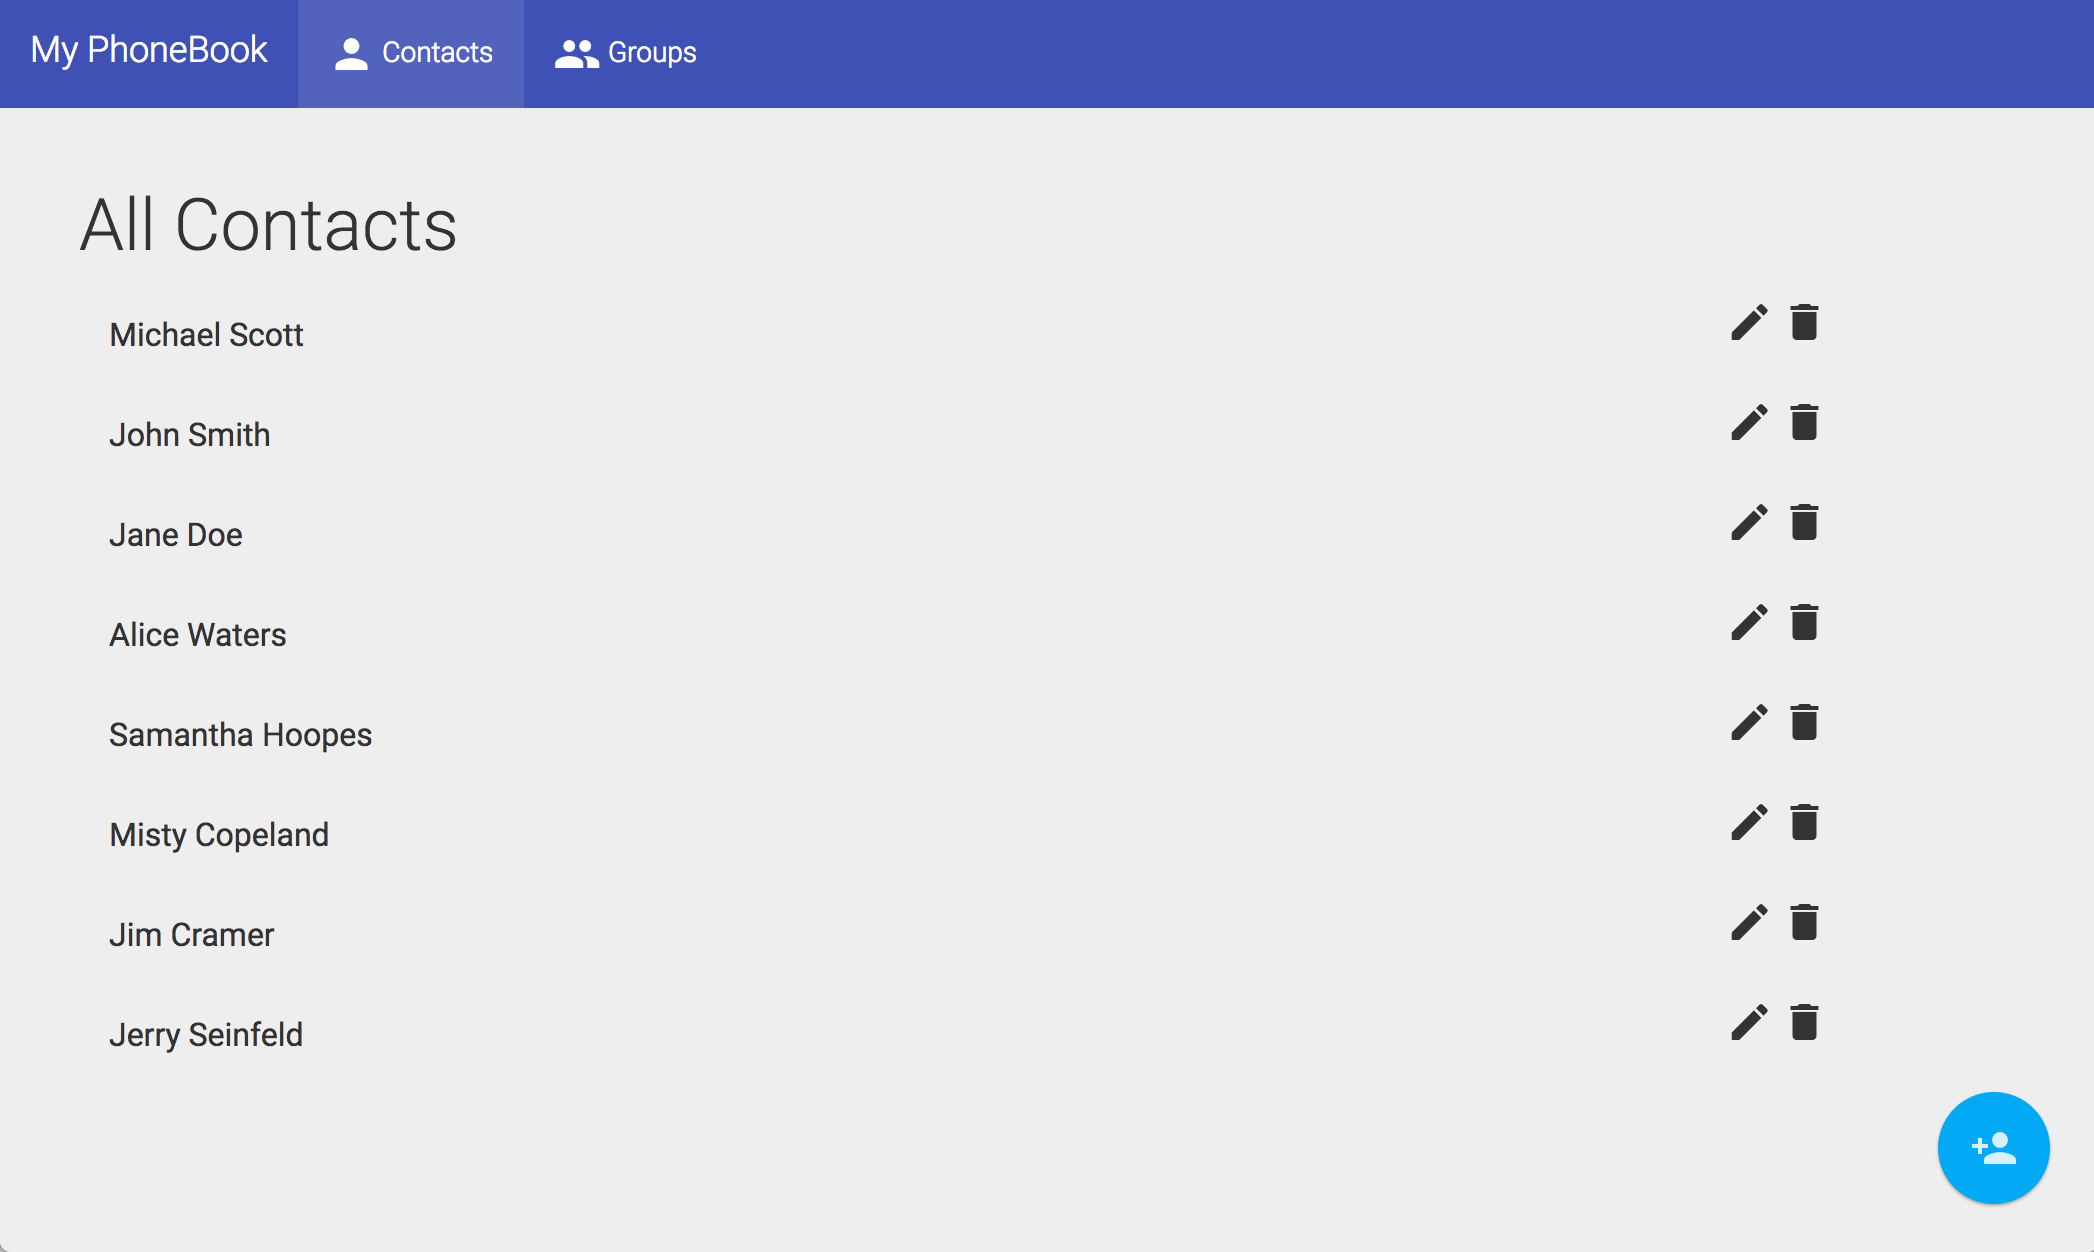 My PhoneBook
Contacts
Groups
All Contacts
Michael Scott
John Smith
Jane Doe
Alice Waters
Samantha Hoopes
Misty Copeland
Jim Cramer
Jerry Seinfeld